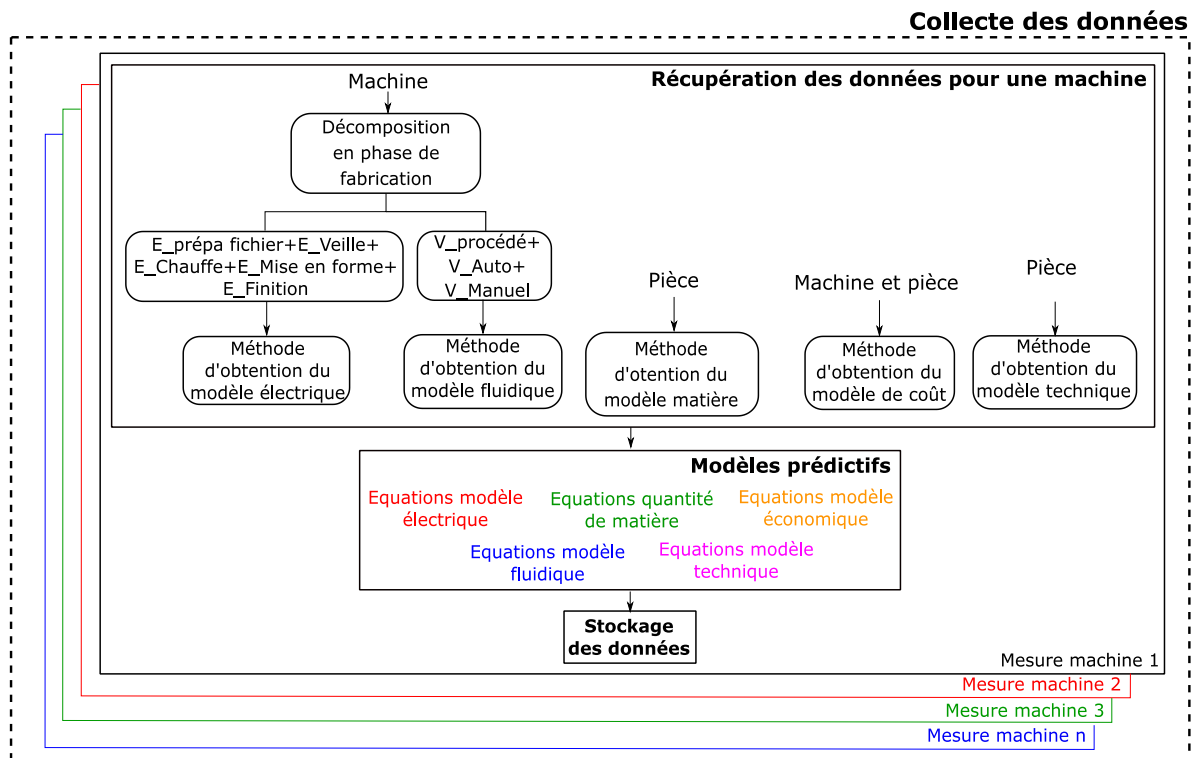 Collecte des données
Récupération des données pour une machine
Machine
Décomposition
en phase de
fabrication
E_prépa fichier+E_Veille+
E_Chauffe+E_Mise en forme+
E_Finition
V_procédé+
V_Auto+
V_Manuel
Pièce
Machine et pièce
Pièce
Méthode
d'obtention du
modèle électrique
Méthode
d'obtention du
modèle fluidique
Méthode
d'otention du
modèle matière
Méthode
d'obtention du
modèle de coût
Méthode
d'obtention du
modèle technique
Modèles prédictifs
Equations modèle
électrique
Equations quantité
de matière
Equations modèle
économique
Equations modèle
fluidique
Equations modèle
technique
Stockage
des données
Mesure machine 1
Mesure machine 2
Mesure machine 3
Mesure machine n